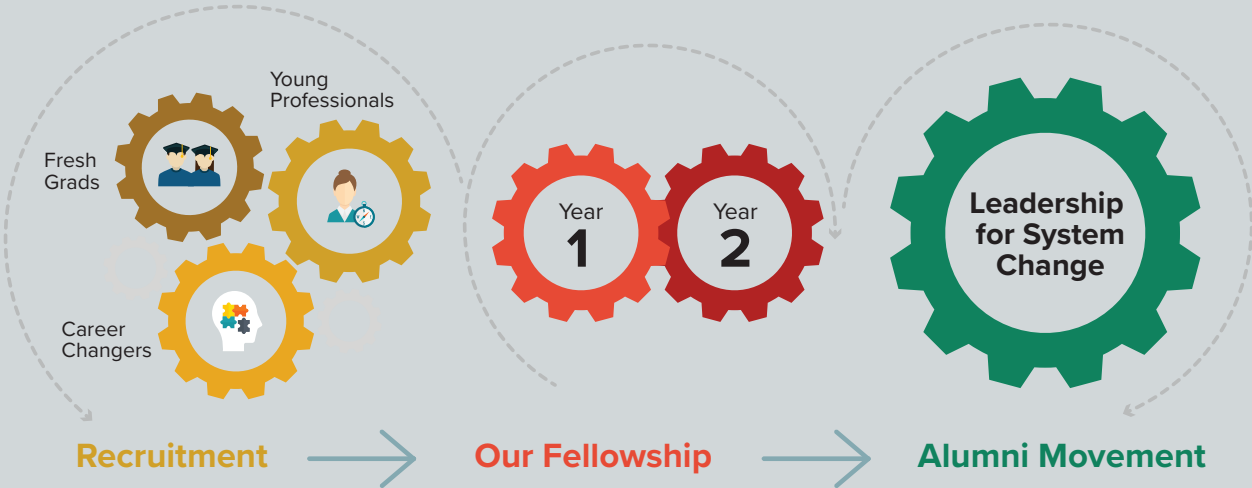 Young
Professionals
Fresh
Grads
Career
Changers
Year
1
Year
2
Leadership
for System
Change
Recruitment
Our Fellowship
Alumni Movement